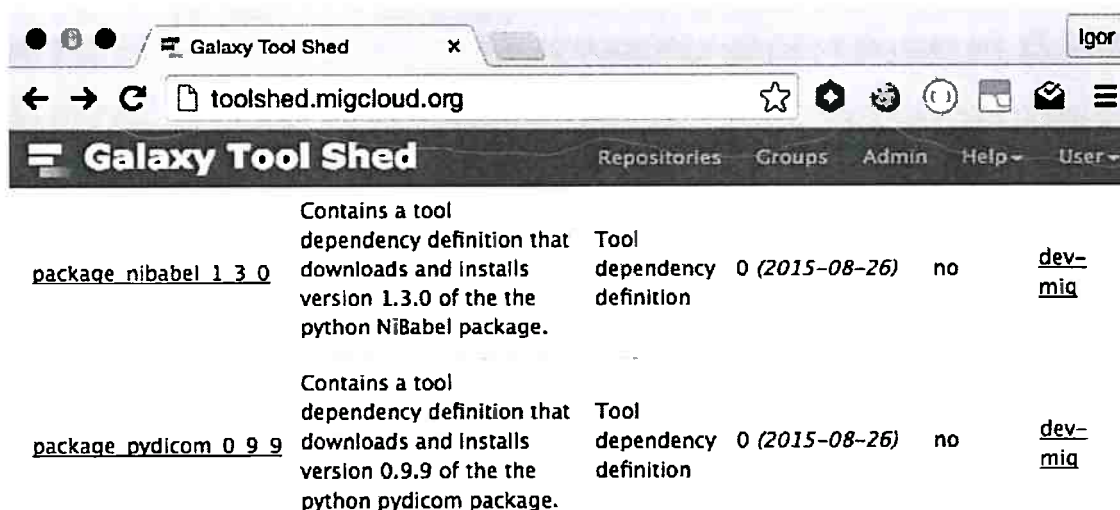 Igor
Galaxy Tool Shed
toolshed.migcloud.org
Galaxy Tool Shed Repositories Groups Admin Help User
package_nibabel_1_3_0
Contains a tool
dependency definition that
downloads and installs
version 1.3.0 of the the
python NiBabel package.
Tool
dependency
definition
0 (2015-08-26)
no
dev-
mig
package_pydicom_0_9_9
Contains a tool
dependency definition that
downloads and installs
version 0.9.9 of the the
python pydicom package.
Tool
dependency
definition
0 (2015-08-26)
no
dev-
mig